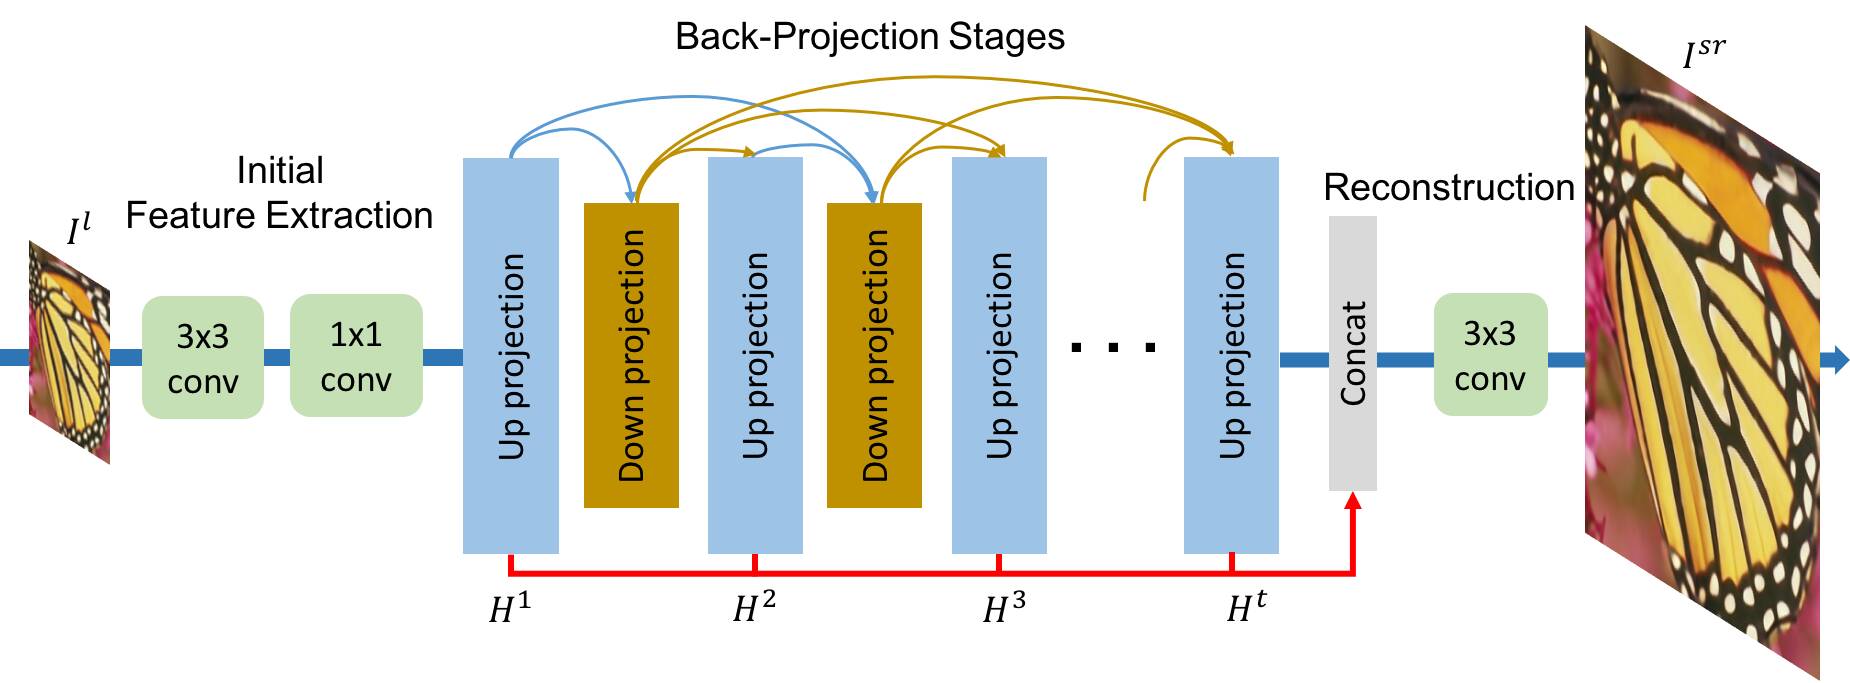 Back-Projection Stages
Initial
Feature Extraction
Reconstruction
I^l
I^{sr}
3x3
conv
1x1
conv
Up projection
Down projection
Up projection
Down projection
Up projection
. . .
Up projection
Concat
3x3
conv
H^1
H^2
H^3
H^t